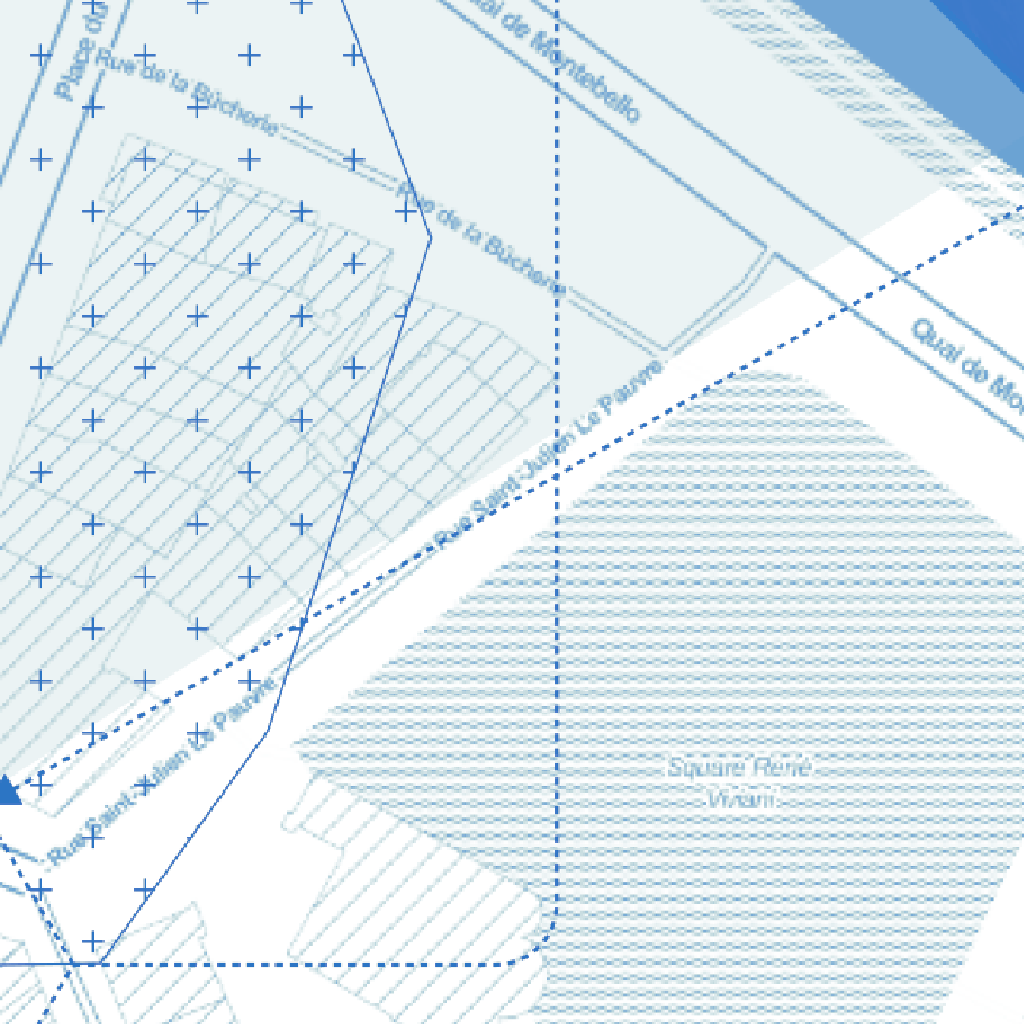 Place du
Rue de la Bûcherie
Quai de Montebello
Rue de la Bûcherie
Quai de Mon
Rue Saint-Julien Le Pauvre
Rue Saint-Julien Le Pauvre
Square René
Viviani